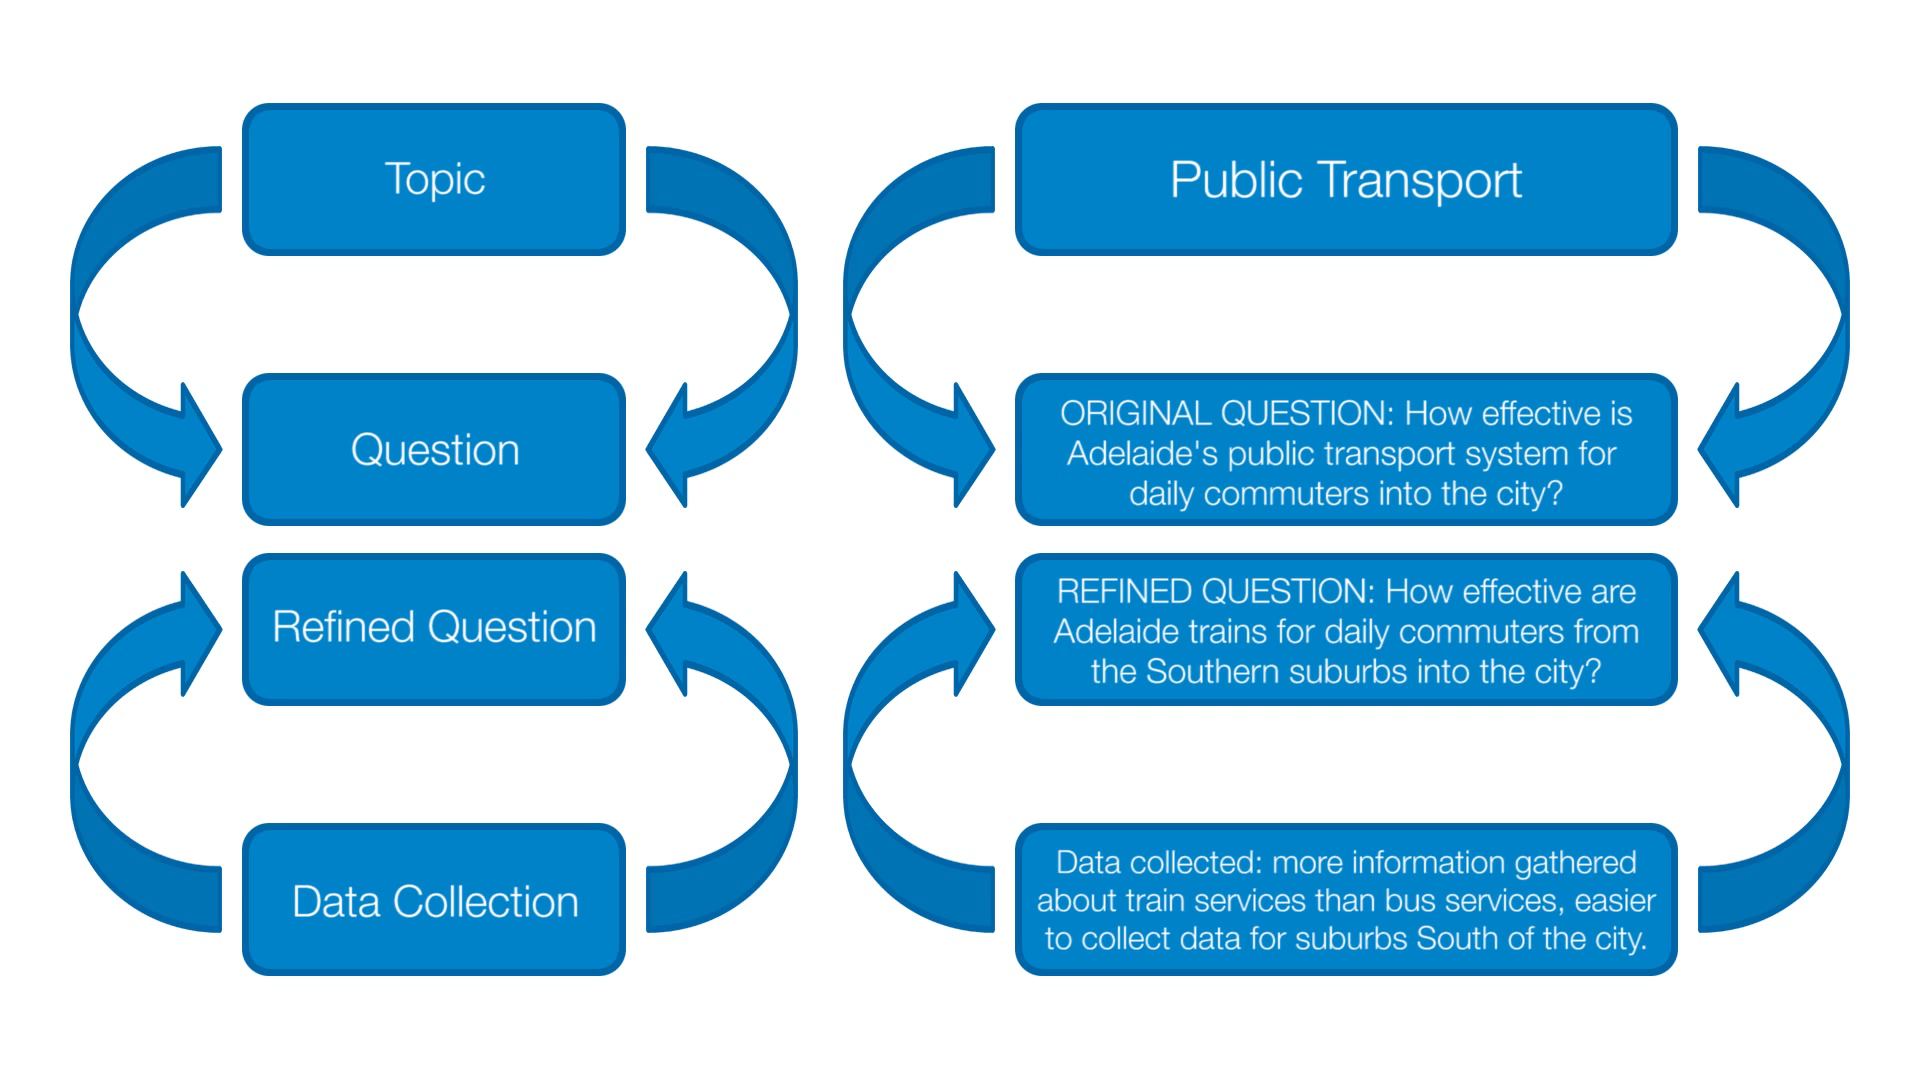 Topic
Question
Refined Question
Data Collection
Public Transport
ORIGINAL QUESTION: How effective is
Adelaide's public transport system for
daily commuters into the city?
REFINED QUESTION: How effective are
Adelaide trains for daily commuters from
the Southern suburbs into the city?
Data collected: more information gathered
about train services than bus services, easier
to collect data for suburbs South of the city.